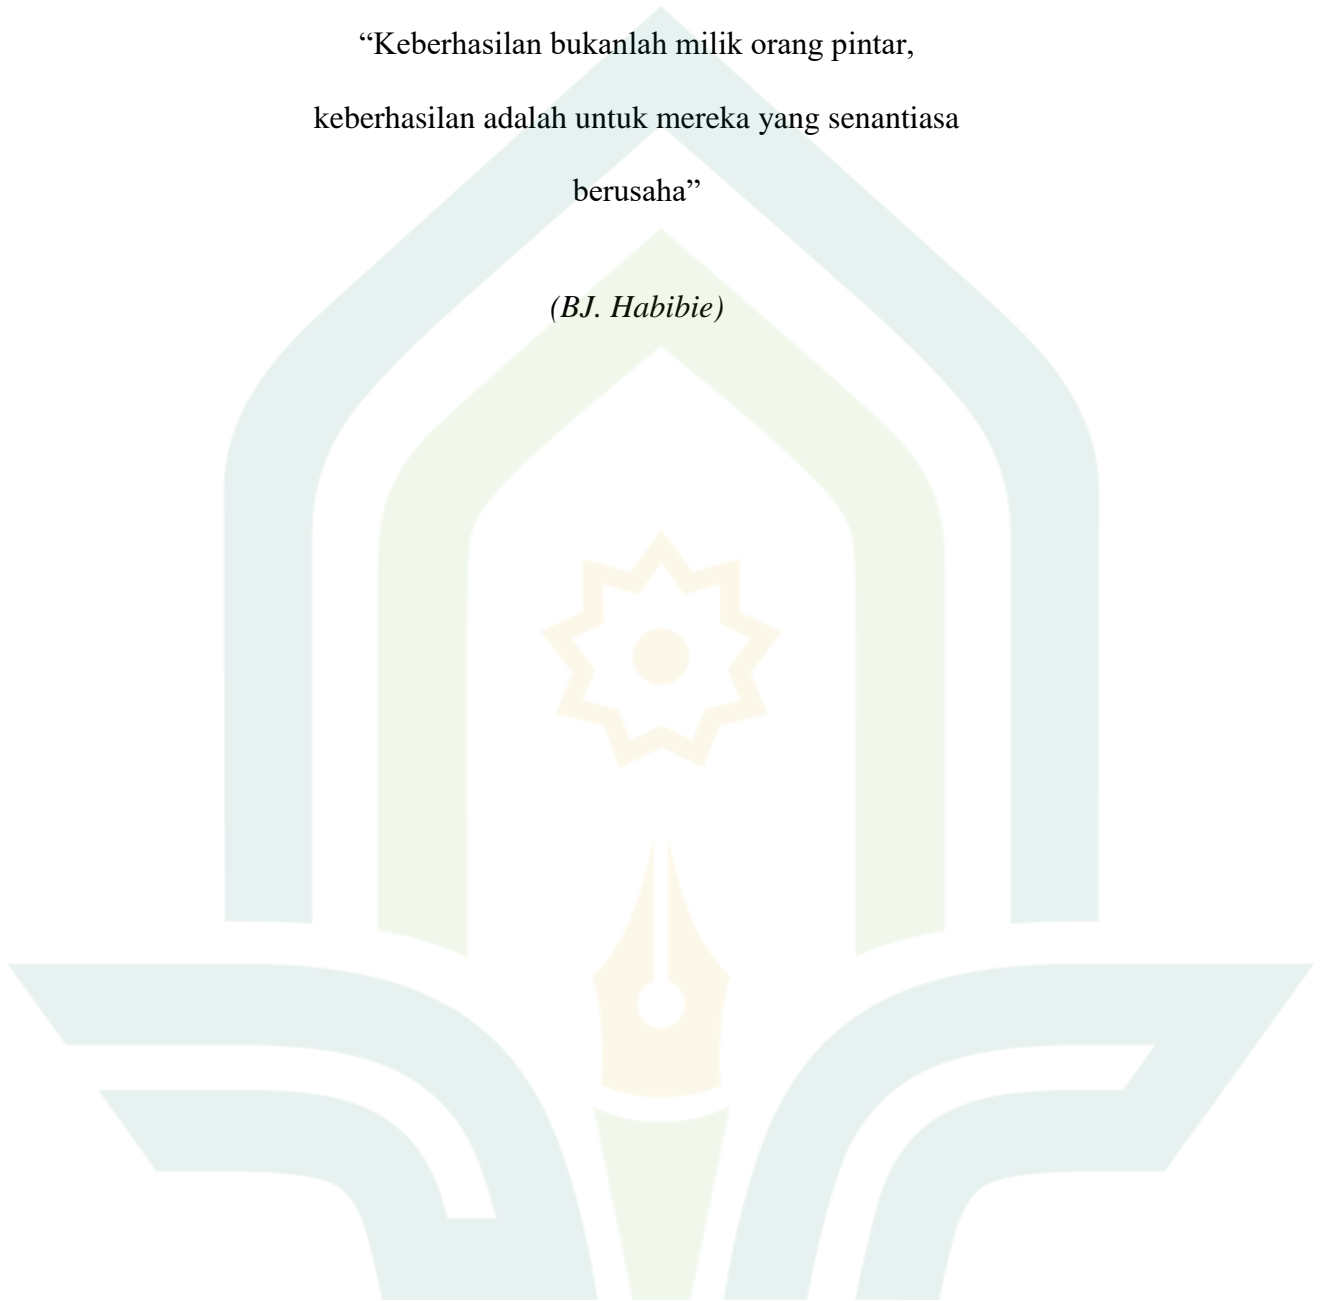 “Keberhasilan bukanlah milik orang pintar,
keberhasilan adalah untuk mereka yang senantiasa
berusaha”
(BJ. Habibie)